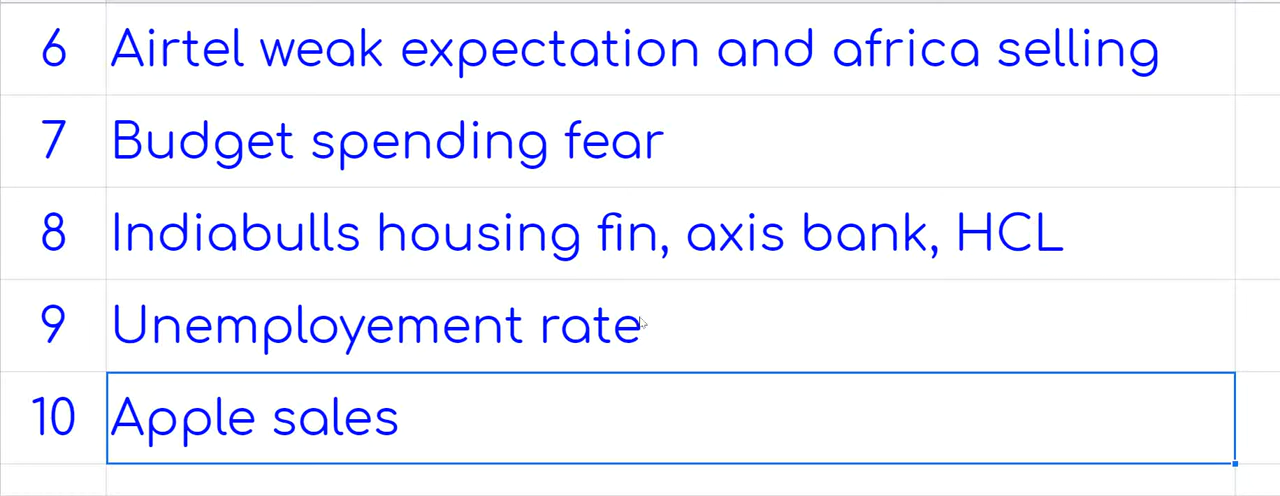 6 Airtel weak expectation and africa selling
7 Budget spending fear
8 Indiabulls housing fin, axis bank, HCL
9 Unemployement rate
10 Apple sales